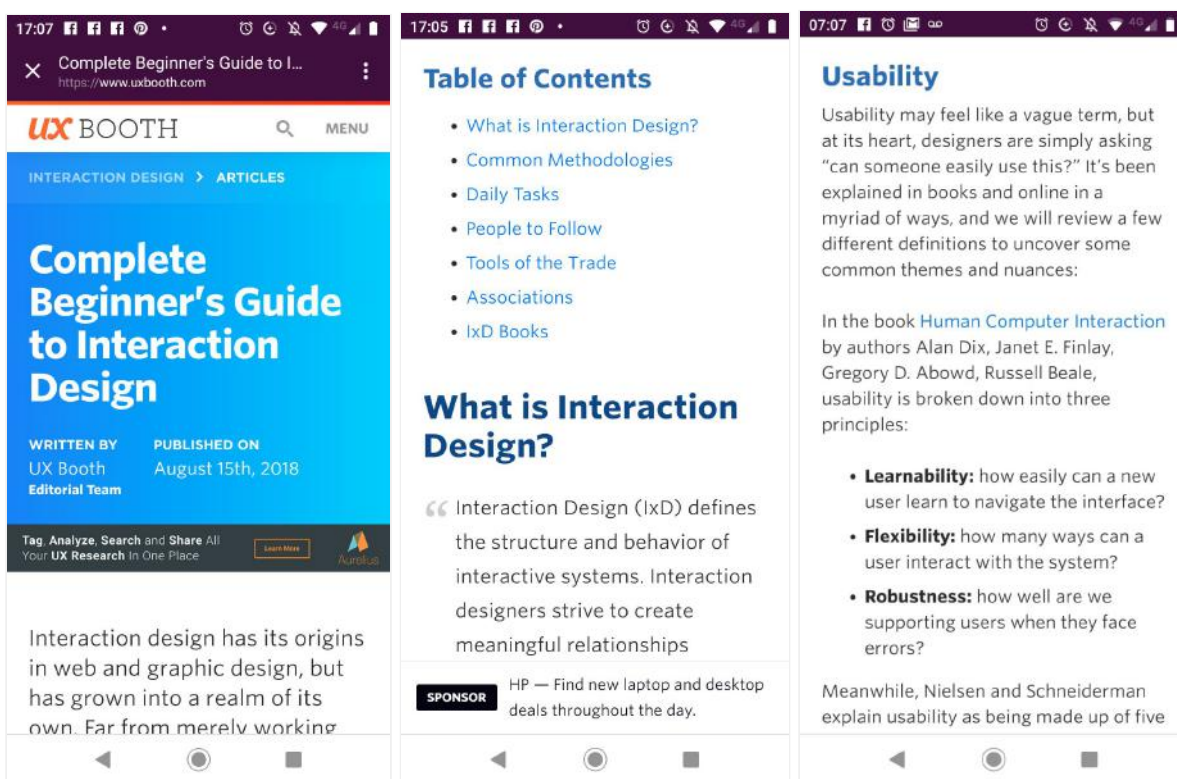 17:07
4G
Complete Beginner's Guide to I...
https://www.uxbooth.com
UX BOOTH
MENU
INTERACTION DESIGN > ARTICLES
Complete
Beginner's Guide
to Interaction
Design
WRITTEN BY PUBLISHED ON
UX Booth August 15th, 2018
Editorial Team
Tag, Analyze, Search and Share All
Your UX Research In One Place
Learn More
Aurelius
Interaction design has its origins
in web and graphic design, but
has grown into a realm of its
own. Far from merely working
17:05
4G
Table of Contents
• What is Interaction Design?
• Common Methodologies
• Daily Tasks
• People to Follow
• Tools of the Trade
• Associations
• IxD Books
What is Interaction
Design?
“ Interaction Design (IxD) defines
the structure and behavior of
interactive systems. Interaction
designers strive to create
meaningful relationships
SPONSOR
HP — Find new laptop and desktop
deals throughout the day.
07:07
4G
Usability
Usability may feel like a vague term, but
at its heart, designers are simply asking
“can someone easily use this?” It's been
explained in books and online in a
myriad of ways, and we will review a few
different definitions to uncover some
common themes and nuances:
In the book Human Computer Interaction
by authors Alan Dix, Janet E. Finlay,
Gregory D. Abowd, Russell Beale,
usability is broken down into three
principles:
• Learnability: how easily can a new
user learn to navigate the interface?
• Flexibility: how many ways can a
user interact with the system?
• Robustness: how well are we
supporting users when they face
errors?
Meanwhile, Nielsen and Schneiderman
explain usability as being made up of five